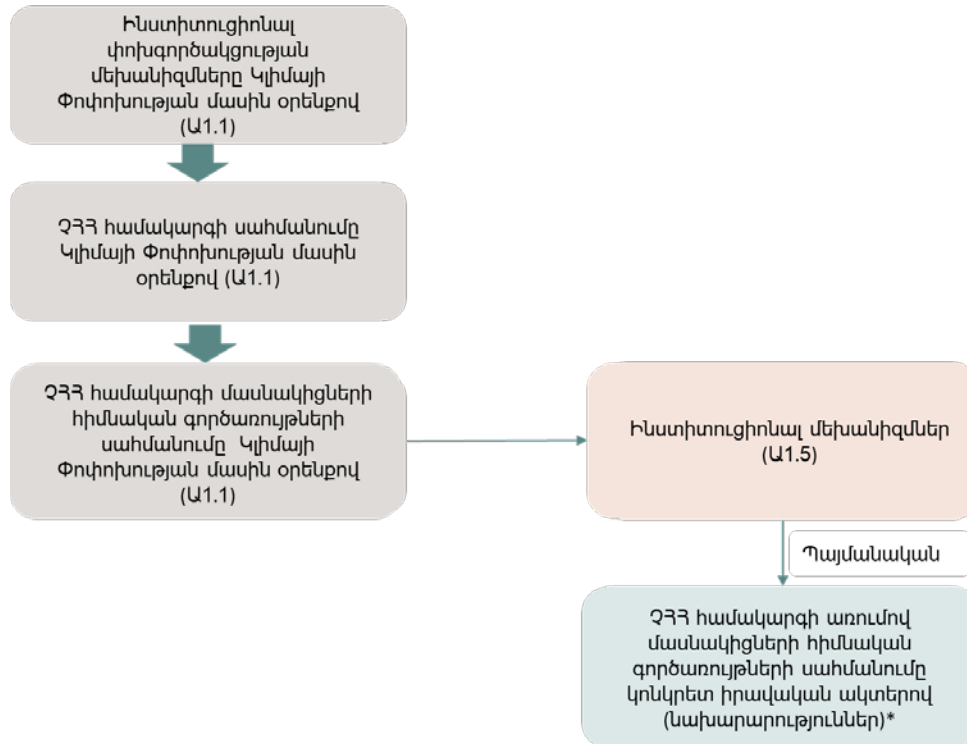 Ինստիտուցիոնալ
փոխգործակցության
մեխանիզմները Կլիմայի
Փոփոխության մասին օրենքով
(Ա1.1)
ՉՀՀ համակարգի սահմանումը
Կլիմայի Փոփոխության մասին
օրենքով (Ա1.1)
ՉՀՀ համակարգի մասնակիցների
հիմնական գործառույթների
սահմանումը Կլիմայի
Փոփոխության մասին օրենքով
(Ա1.1)
Ինստիտուցիոնալ մեխանիզմներ
(Ա1.5)
Պայմանական
ՉՀՀ համակարգի առումով
մասնակիցների հիմնական
գործառույթների սահմանումը
կոնկրետ իրավական ակտերով
(նախարարություններ)*